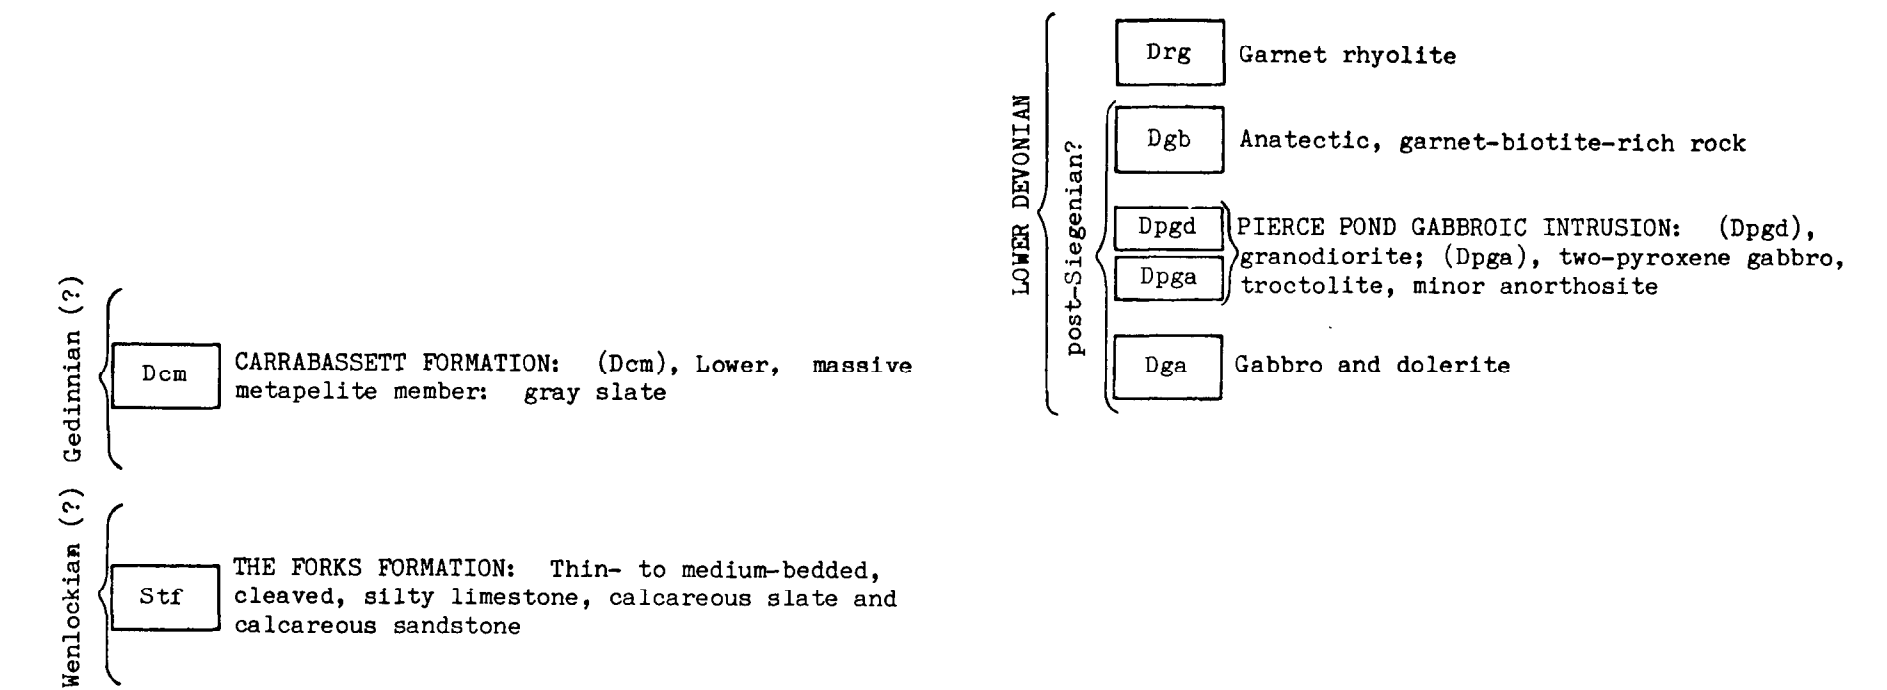 Gedinnian (?)
Dcm
CARRABASSETT FORMATION: (Dcm), Lower, massive
metapelite member: gray slate
Wenlockian (?)
Stf
THE FORKS FORMATION: Thin- to medium-bedded,
cleaved, silty limestone, calcareous slate and
calcareous sandstone
LOWER DEVONIAN
Drg
Garnet rhyolite
post-Siegenian?
Dgb
Anatectic, garnet-biotite-rich rock
Dpgd
Dpga
PIERCE POND GABBROIC INTRUSION: (Dpgd),
granodiorite; (Dpga), two-pyroxene gabbro,
troctolite, minor anorthosite
Dga
Gabbro and dolerite